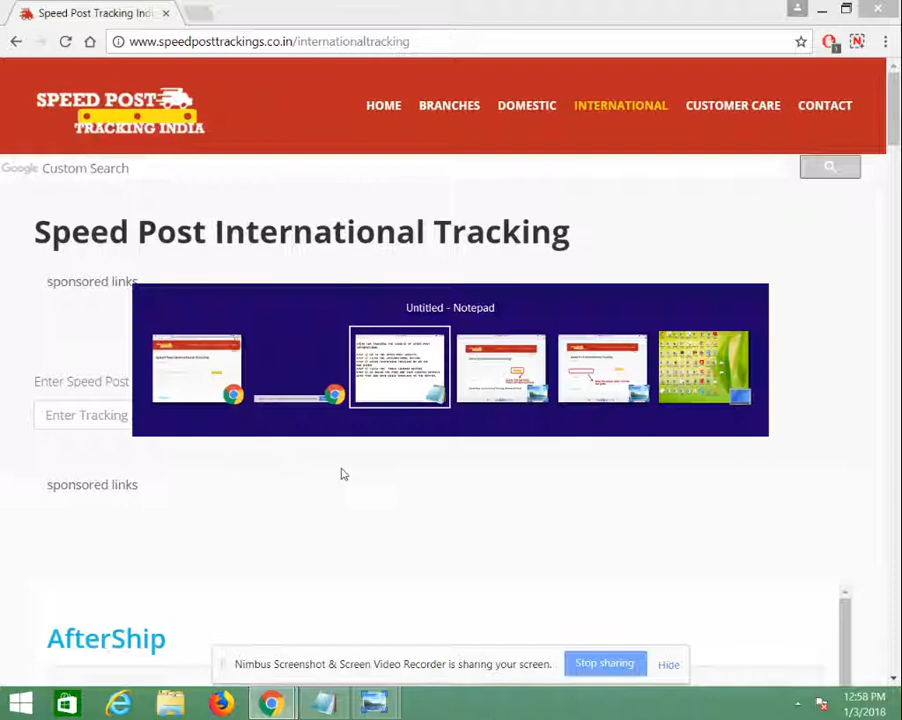 Speed Post Tracking Ind
www.speedposttrackings.co.in/internationaltracking
SPEED POST
TRACKING INDIA
HOME BRANCHES DOMESTIC INTERNATIONAL CUSTOMER CARE CONTACT
Google Custom Search
Speed Post International Tracking
sponsored links
Untitled - Notepad
Enter Speed Post
Enter Tracking
sponsored links
AfterShip
Nimbus Screenshot & Screen Video Recorder is sharing your screen. Stop sharing Hide
12:58 PM
1/3/2018